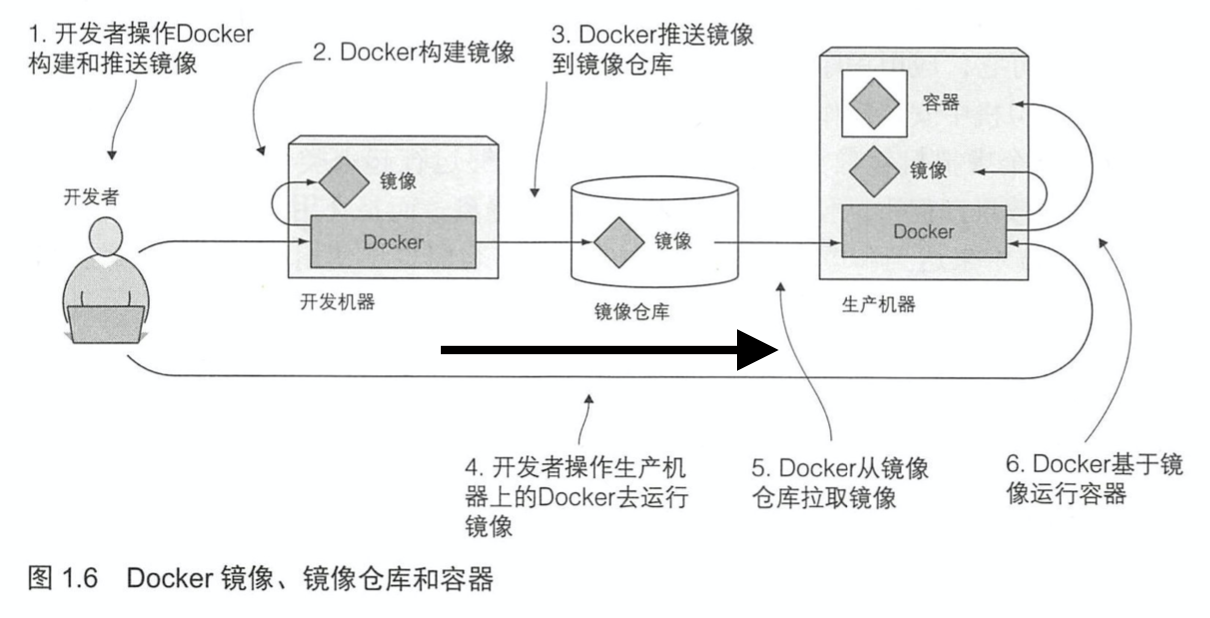 1. 开发者操作Docker
构建和推送镜像
2. Docker构建镜像
3. Docker推送镜像
到镜像仓库
容器
镜像
Docker
生产机器
开发者
镜像
Docker
开发机器
镜像
镜像仓库
4. 开发者操作生产机
器上的Docker去运行
镜像
5. Docker从镜像
仓库拉取镜像
6. Docker基于镜
像运行容器
图 1.6 Docker 镜像、镜像仓库和容器